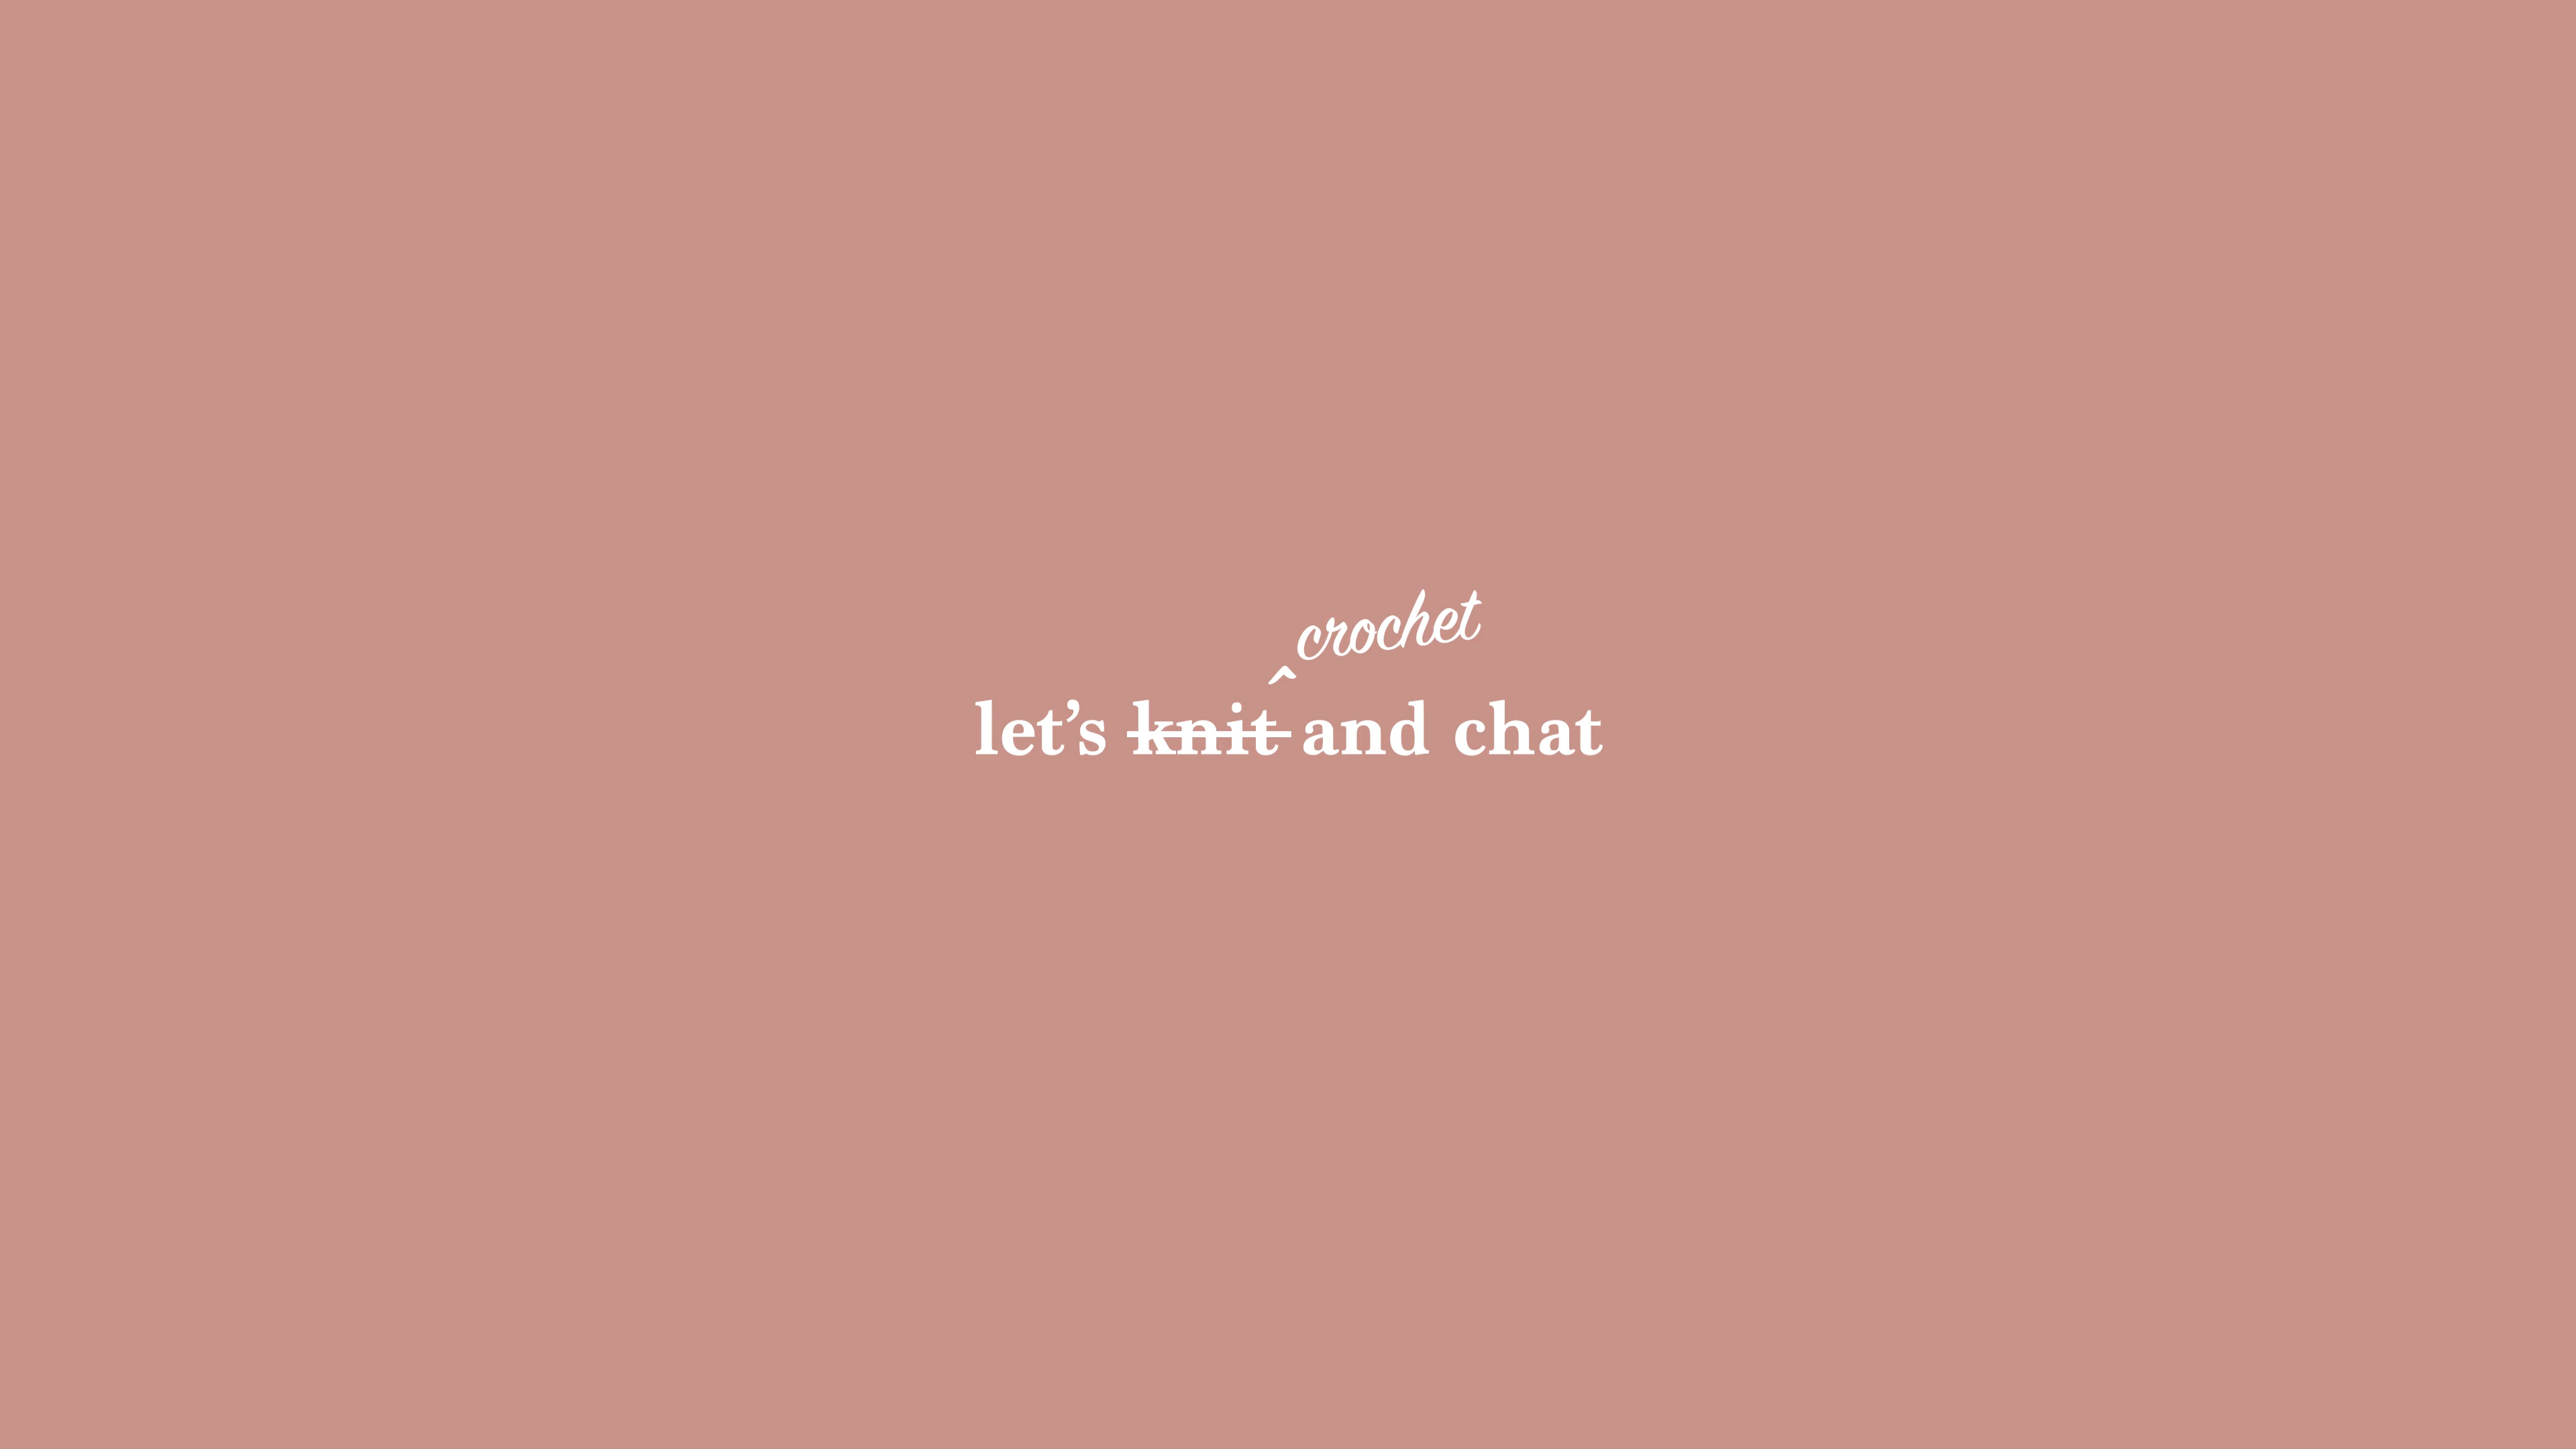 crochet
^
let’s knit and chat